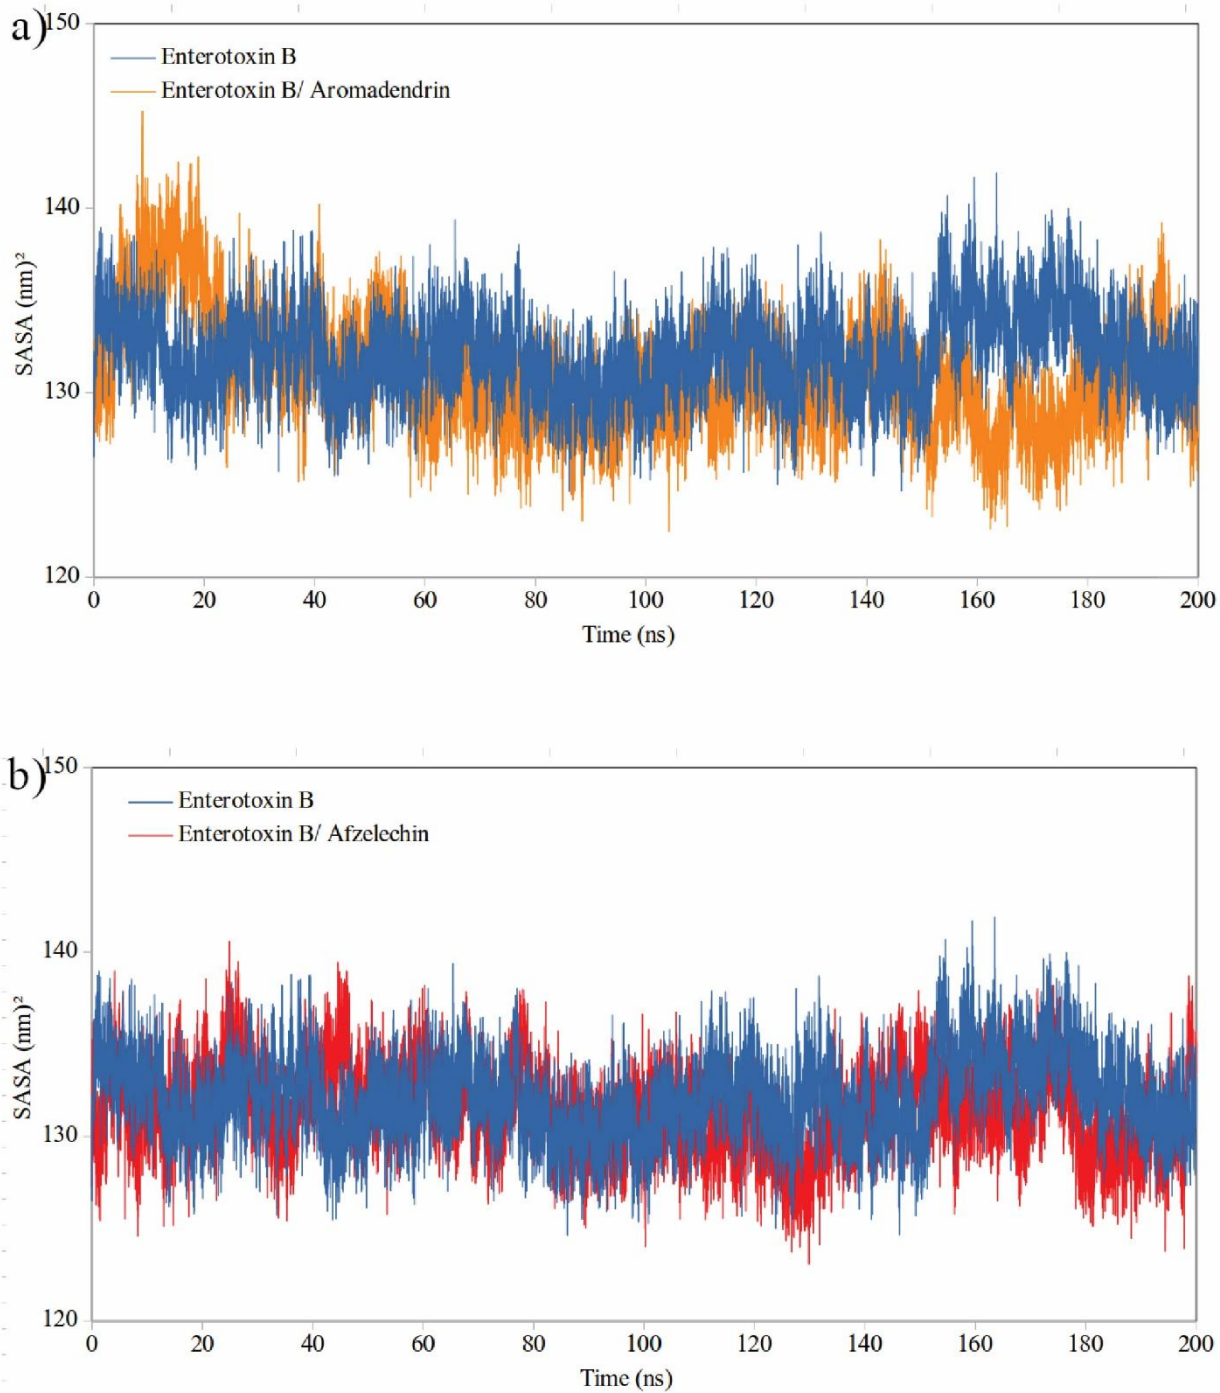 a)
150
Enterotoxin B
Enterotoxin B/ Aromadendrin
140
SASA (nm)²
130
120
0 20 40 60 80 100 120 140 160 180 200
Time (ns)
b)
150
Enterotoxin B
Enterotoxin B/ Afzelechin
140
SASA (nm)²
130
120
0 20 40 60 80 100 120 140 160 180 200
Time (ns)